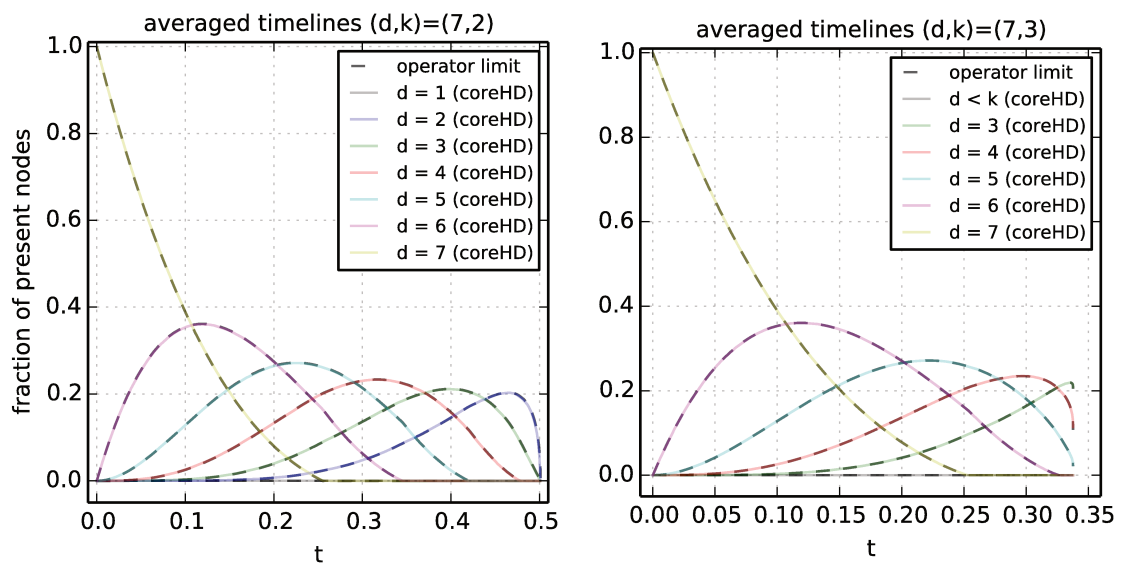 averaged timelines (d,k)=(7,2)
fraction of present nodes
1.0
0.8
0.6
0.4
0.2
0.0
operator limit
d = 1 (coreHD)
d = 2 (coreHD)
d = 3 (coreHD)
d = 4 (coreHD)
d = 5 (coreHD)
d = 6 (coreHD)
d = 7 (coreHD)
0.0 0.1 0.2 0.3 0.4 0.5
t
averaged timelines (d,k)=(7,3)
1.0
0.8
0.6
0.4
0.2
0.0
operator limit
d < k (coreHD)
d = 3 (coreHD)
d = 4 (coreHD)
d = 5 (coreHD)
d = 6 (coreHD)
d = 7 (coreHD)
0.00 0.05 0.10 0.15 0.20 0.25 0.30 0.35
t